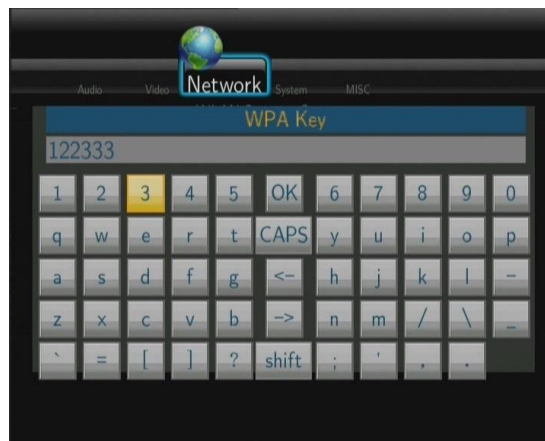 Audio Video Network System MISC
WPA Key
122333
1 2 3 4 5 OK 6 7 8 9 0
q w e r t CAPS y u i o p
a s d f g <- h j k l -
z x c v b -> n m / \ _
` = [ ] ? shift ; ' , .